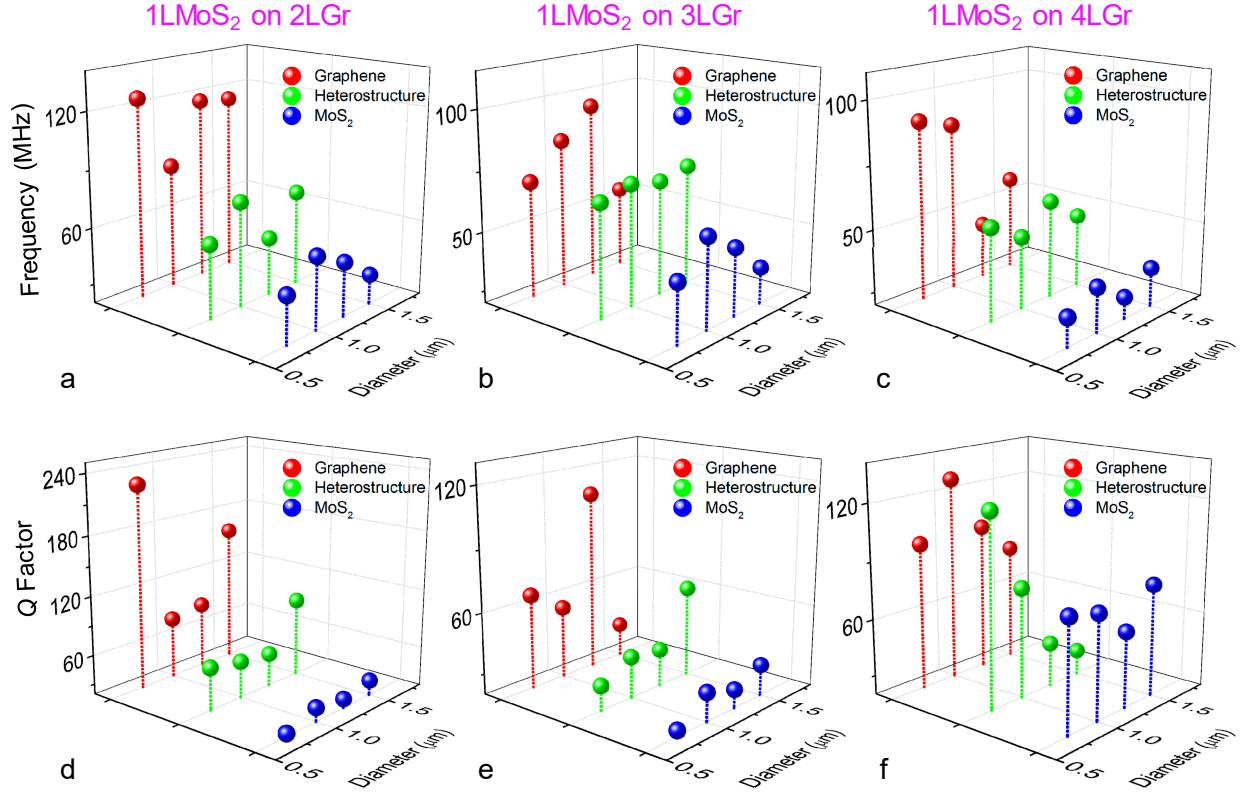 1LMoS₂ on 2LGr
1LMoS₂ on 3LGr
1LMoS₂ on 4LGr
Frequency (MHz)
120
60
Graphene
Heterostructure
MoS₂
0.5
1.0
1.5
Diameter (μm)
a
100
50
Graphene
Heterostructure
MoS₂
0.5
1.0
1.5
Diameter (μm)
b
100
50
Graphene
Heterostructure
MoS₂
0.5
1.0
1.5
Diameter (μm)
c
Q Factor
240
180
120
60
Graphene
Heterostructure
MoS₂
0.5
1.0
1.5
Diameter (μm)
d
120
60
Graphene
Heterostructure
MoS₂
0.5
1.0
1.5
Diameter (μm)
e
120
60
Graphene
Heterostructure
MoS₂
0.5
1.0
1.5
Diameter (μm)
f